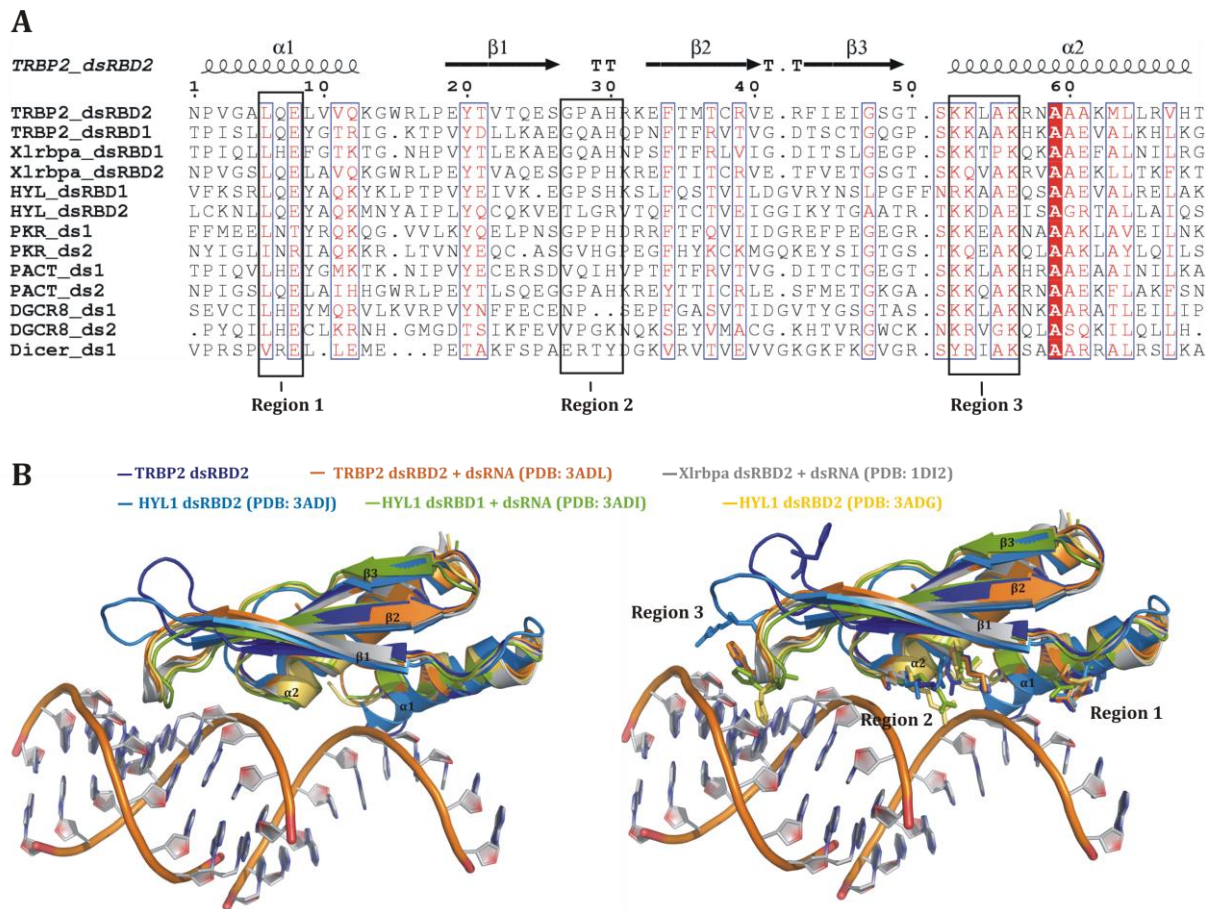 A
α1 β1 β2 β3 α2
TRBP2_dsRBD2 TT T.T
1 10 20 30 40 50 60
TRBP2_dsRBD2 NPVGALQELVVQKGWRLPEYTVTQESGPAHRKEFTMTCRVE.RFIEIGSGT.SKKLAKRNAAAKMLLRVHT
TRBP2_dsRBD1 TPISLLQEYGTRIG.KTPVYDLLKAEGQAHQPNFTFRVTVG.DTSCTGQGP.SKKAAKHKAAEVALKHLKG
Xlrbpa_dsRBD1 TPIQLLHEFGTKTG.NHPVYTLEKAEGQAHNPSFTFRLVIG.DITSLGEGP.SKKTPKQKAAEFALNILRG
Xlrbpa_dsRBD2 NPVGSLQELAVQKGWRLPEYTVAQESGPPHKREFTITCRVE.TFVETGSGT.SKQVAKRVAAEKLLTKFKT
HYL_dsRBD1 VFKSRLQEYAQKYKLPTPVYEIVK.EGPSHKSLFQSTVILDGVRYNSLPGFFNRKAAEQSAAEVALRELAK
HYL_dsRBD2 LCKNLLQEYAQKMNYAIPLYQCQKVETLGRVTQFTCTVEIGGIKYTGAATR.TKKDAEISAGRTALLAIQS
PKR_ds1 FFMEELNTYRQKQG.VVLKYQELPNSGPPHDRRFTFQVIIDGREFPEGEGR.SKKEAKNAAAKLAVEILNK
PKR_ds2 NYIGLINRIAQKKR.LTVNYEQC.ASGVHGPEGFHYKCKMGQKEYSIGTGS.TKQEAKQLAAKLAYLQILS
PACT_ds1 TPIQVLHEYGMKTK.NIPVYECERSDVQIHVPTFTFRVTVG.DITCTGEGT.SKKLAKHRAAEAAINILKA
PACT_ds2 NPIGSLQELAIHHGWRLPEYTLSQEGGPAHKREYTTICRLE.SFMETGKGA.SKKQAKRNAAEKFLAKFSN
DGCR8_ds1 SEVCILHEYMQRVLKVRPVYNFFECENP..SEPFGASVTIDGVTYGSGTA.SSKKLAKNKAARATLEILIP
DGCR8_ds2 .PYQILHECLKRNHG.MGDTSIKFEVVPGKNQKSEYVMACG.KHTVRGWCK.NKRVGKQLASQKILQLLH.
Dicer_ds1 VPRSPVREL.LEME...PETAKFSPAERTYDGKVRVTVEVVGKGKFKGVGR.SYRIAKSAAARRALRSLKA
Region 1 Region 2 Region 3
B
TRBP2 dsRBD2 TRBP2 dsRBD2 + dsRNA (PDB: 3ADL) Xlrbpa dsRBD2 + dsRNA (PDB: 1DI2)
HYL1 dsRBD2 (PDB: 3ADJ) HYL1 dsRBD1 + dsRNA (PDB: 3ADI) HYL1 dsRBD2 (PDB: 3ADG)
β3
β2
β1
α2
α1
β3
β2
Region 3
β1
α2
α1
Region 2
Region 1